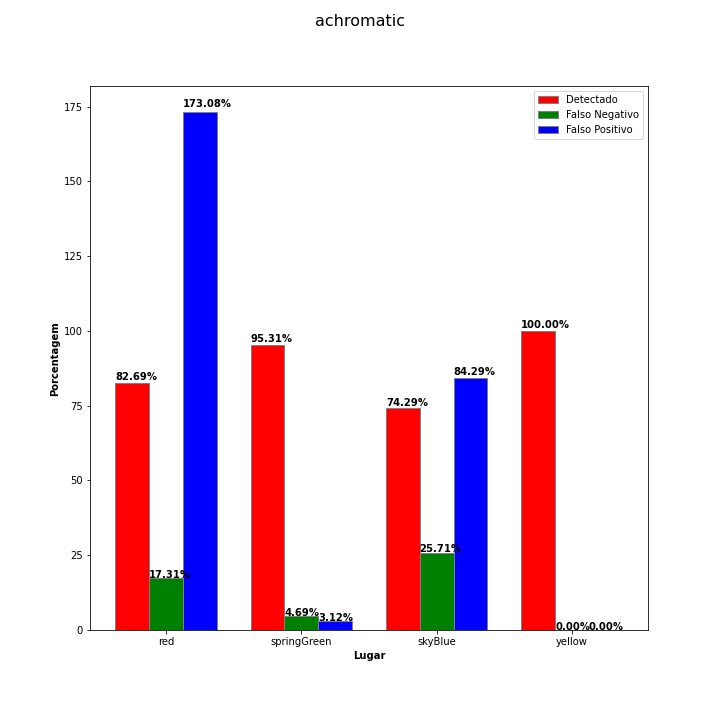 achromatic
Detectado
Falso Negativo
Falso Positivo
Porcentagem
175
150
125
100
75
50
25
0
173.08%
82.69%
17.31%
95.31%
4.69%
3.12%
74.29%
25.71%
84.29%
100.00%
0.00%
0.00%
red
springGreen
skyBlue
yellow
Lugar